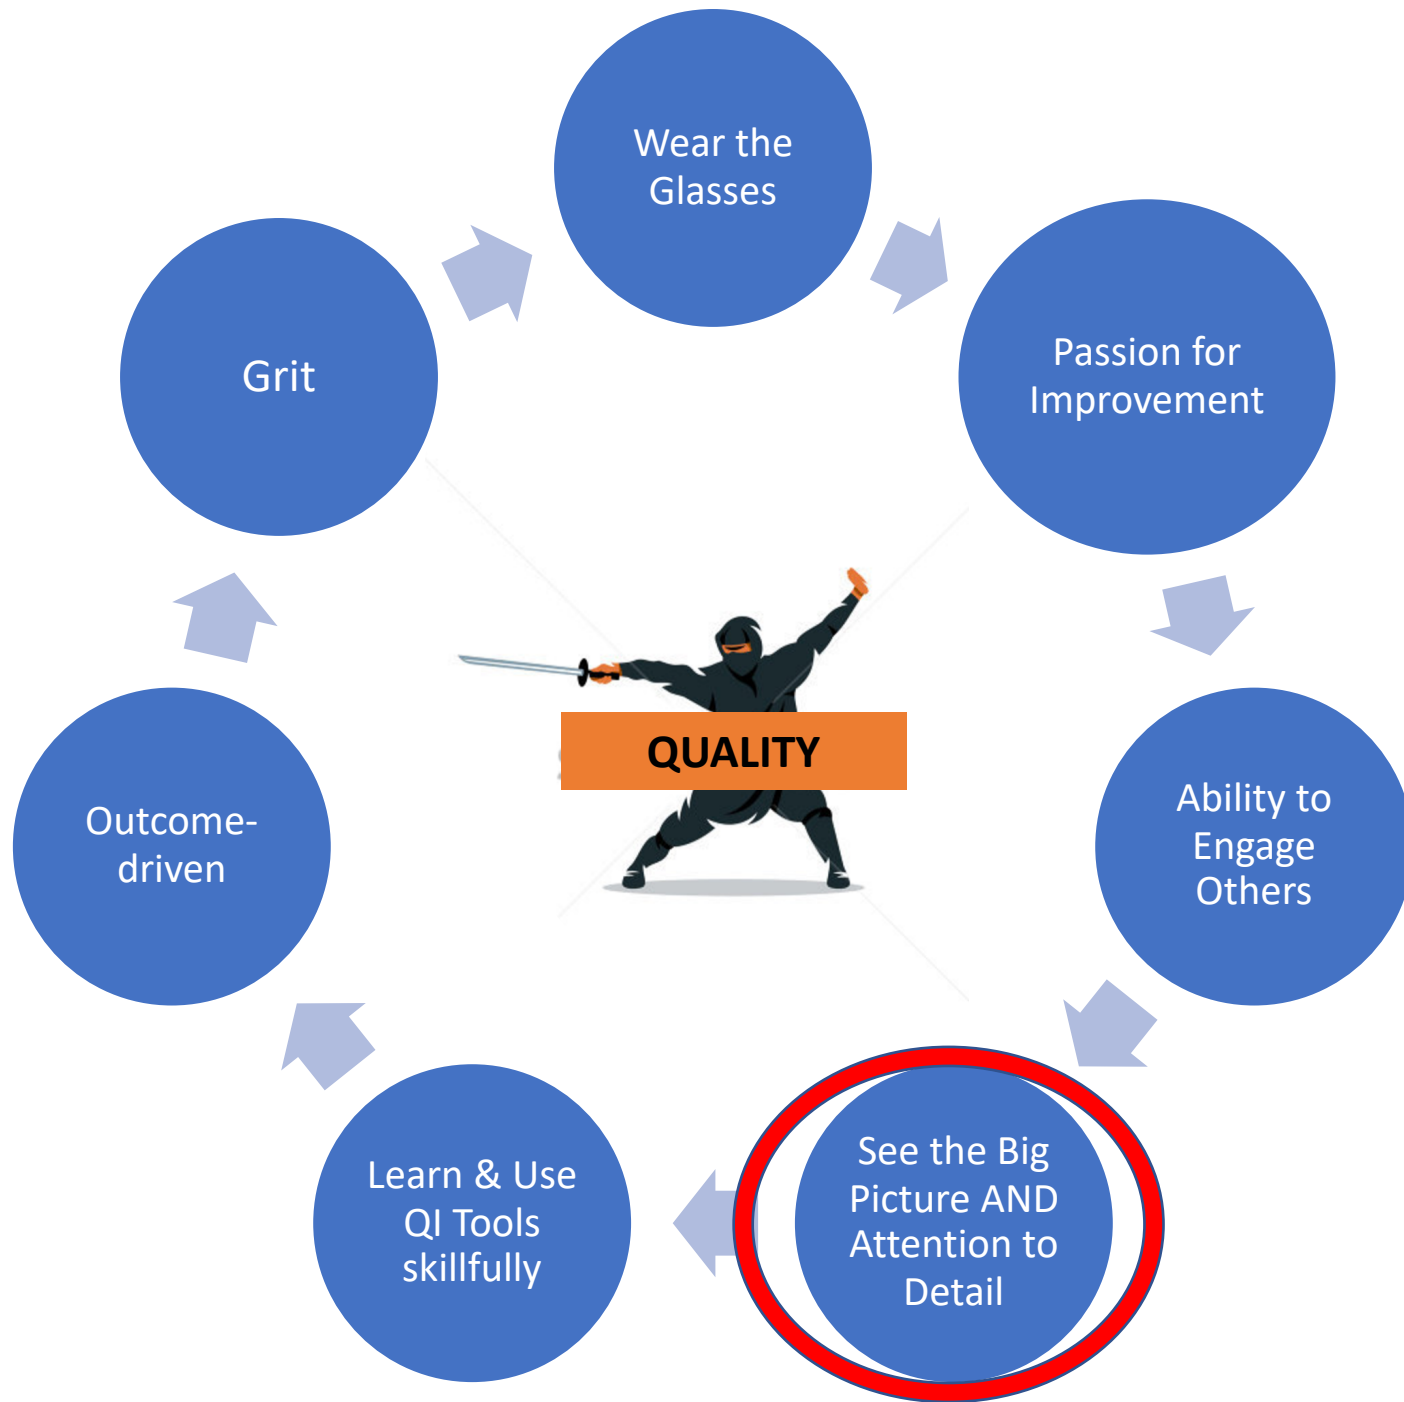 Wear the
Glasses
Passion for
Improvement
Ability to
Engage
Others
See the Big
Picture AND
Attention to
Detail
Learn & Use
QI Tools
skillfully
Outcome-
driven
Grit
QUALITY